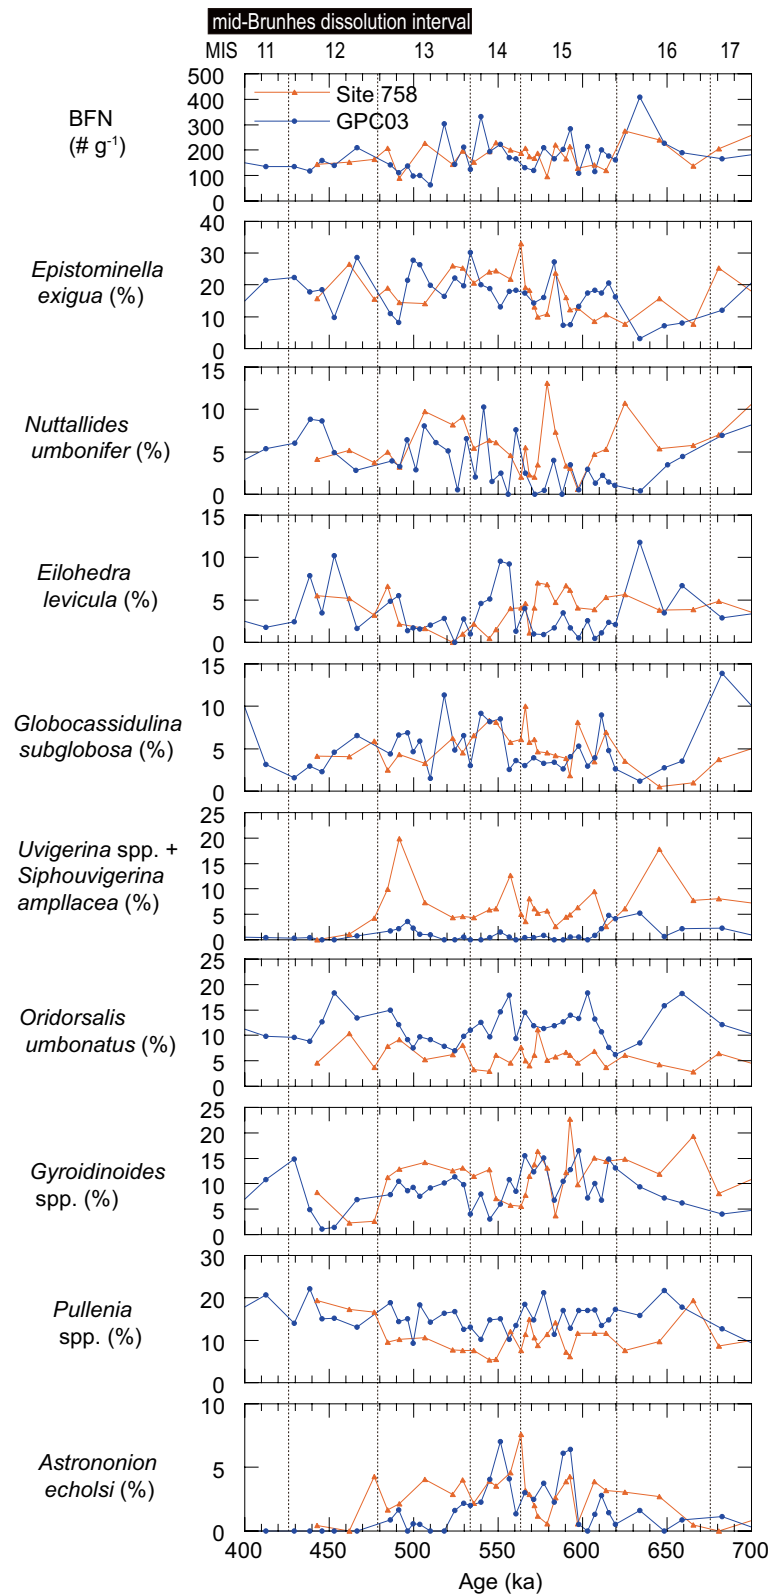 mid-Brunhes dissolution interval
MIS 11 12 13 14 15 16 17
BFN
(# g⁻¹)
500
400
300
200
100
0
Site 758
GPC03
Epistominella
exigua (%)
40
30
20
10
0
Nuttallides
umbonifer (%)
15
10
5
0
Eilohedra
levicula (%)
15
10
5
0
Globocassidulina
subglobosa (%)
15
10
5
0
Uvigerina spp. +
Siphouvigerina
ampllacea (%)
25
20
15
10
5
0
Oridorsalis
umbonatus (%)
25
20
15
10
5
0
Gyroidinoides
spp. (%)
25
20
15
10
5
0
Pullenia
spp. (%)
30
20
10
0
Astrononion
echolsi (%)
10
5
0
400 450 500 550 600 650 700
Age (ka)